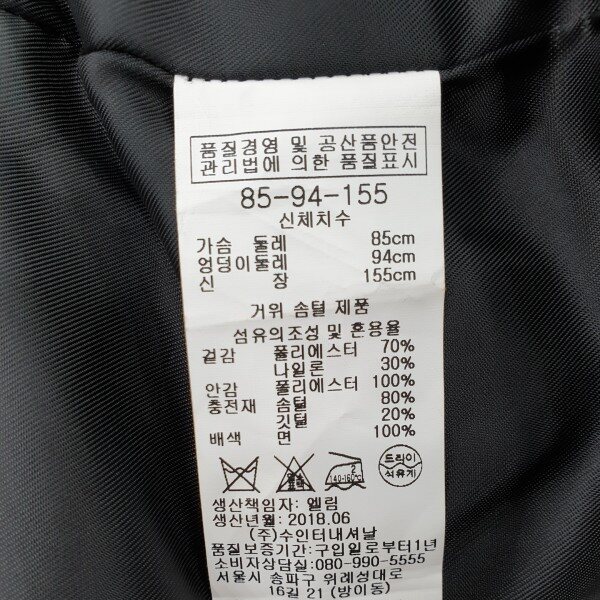 품질경영 및 공산품안전
관리법에 의한 품질표시
85-94-155
신체치수
가슴 둘레 85cm
엉덩이둘레 94cm
신 장 155cm
거위 솜털 제품
섬유의조성 및 혼용율
겉감 폴리에스터 70%
나일론 30%
안감 폴리에스터 100%
충전재 솜털 80%
깃털 20%
배색 면 100%
2
140-160℃
드라이
석유계
생산책임자: 엘림
생산년월: 2018.06
(주)수인터내셔날
품질보증기간: 구입일로부터1년
소비자상담실: 080-990-5555
서울시 송파구 위례성대로
16길 21 (방이동)